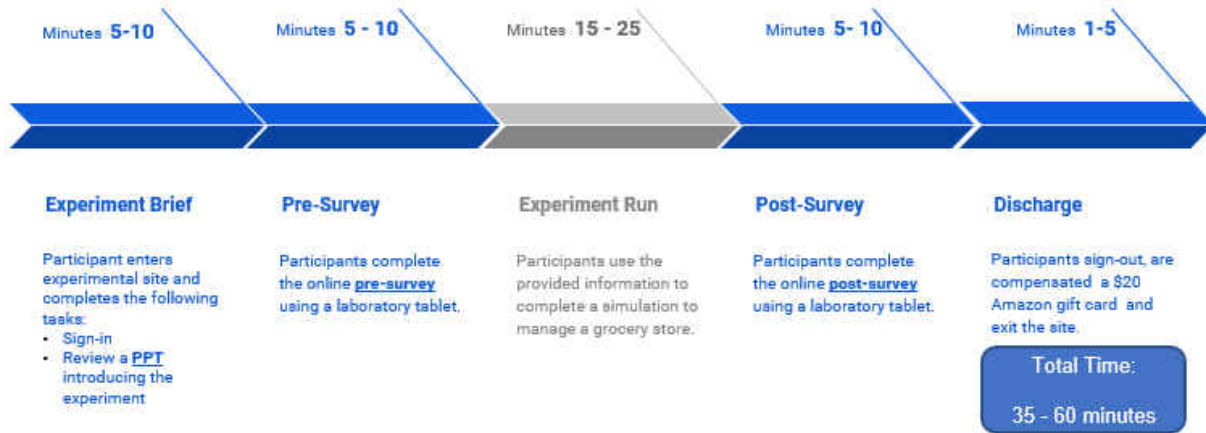 Minutes 5-10
Minutes 5 - 10
Minutes 15 - 25
Minutes 5- 10
Minutes 1-5
Experiment Brief
Participant enters
experimental site and
completes the following
tasks:
• Sign-in
• Review a PPT
introducing the
experiment
Pre-Survey
Participants complete
the online pre-survey
using a laboratory tablet.
Experiment Run
Participants use the
provided information to
complete a simulation to
manage a grocery store.
Post-Survey
Participants complete
the online post-survey
using a laboratory tablet.
Discharge
Participants sign-out, are
compensated a $20
Amazon gift card and
exit the site.
Total Time:
35 - 60 minutes